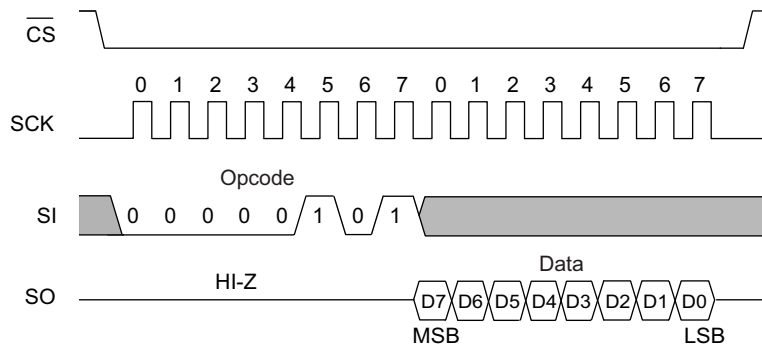 CS
0 1 2 3 4 5 6 7 0 1 2 3 4 5 6 7
SCK
Opcode
SI 0 0 0 0 0 1 0 1
Data
HI-Z
SO D7 D6 D5 D4 D3 D2 D1 D0
MSB LSB